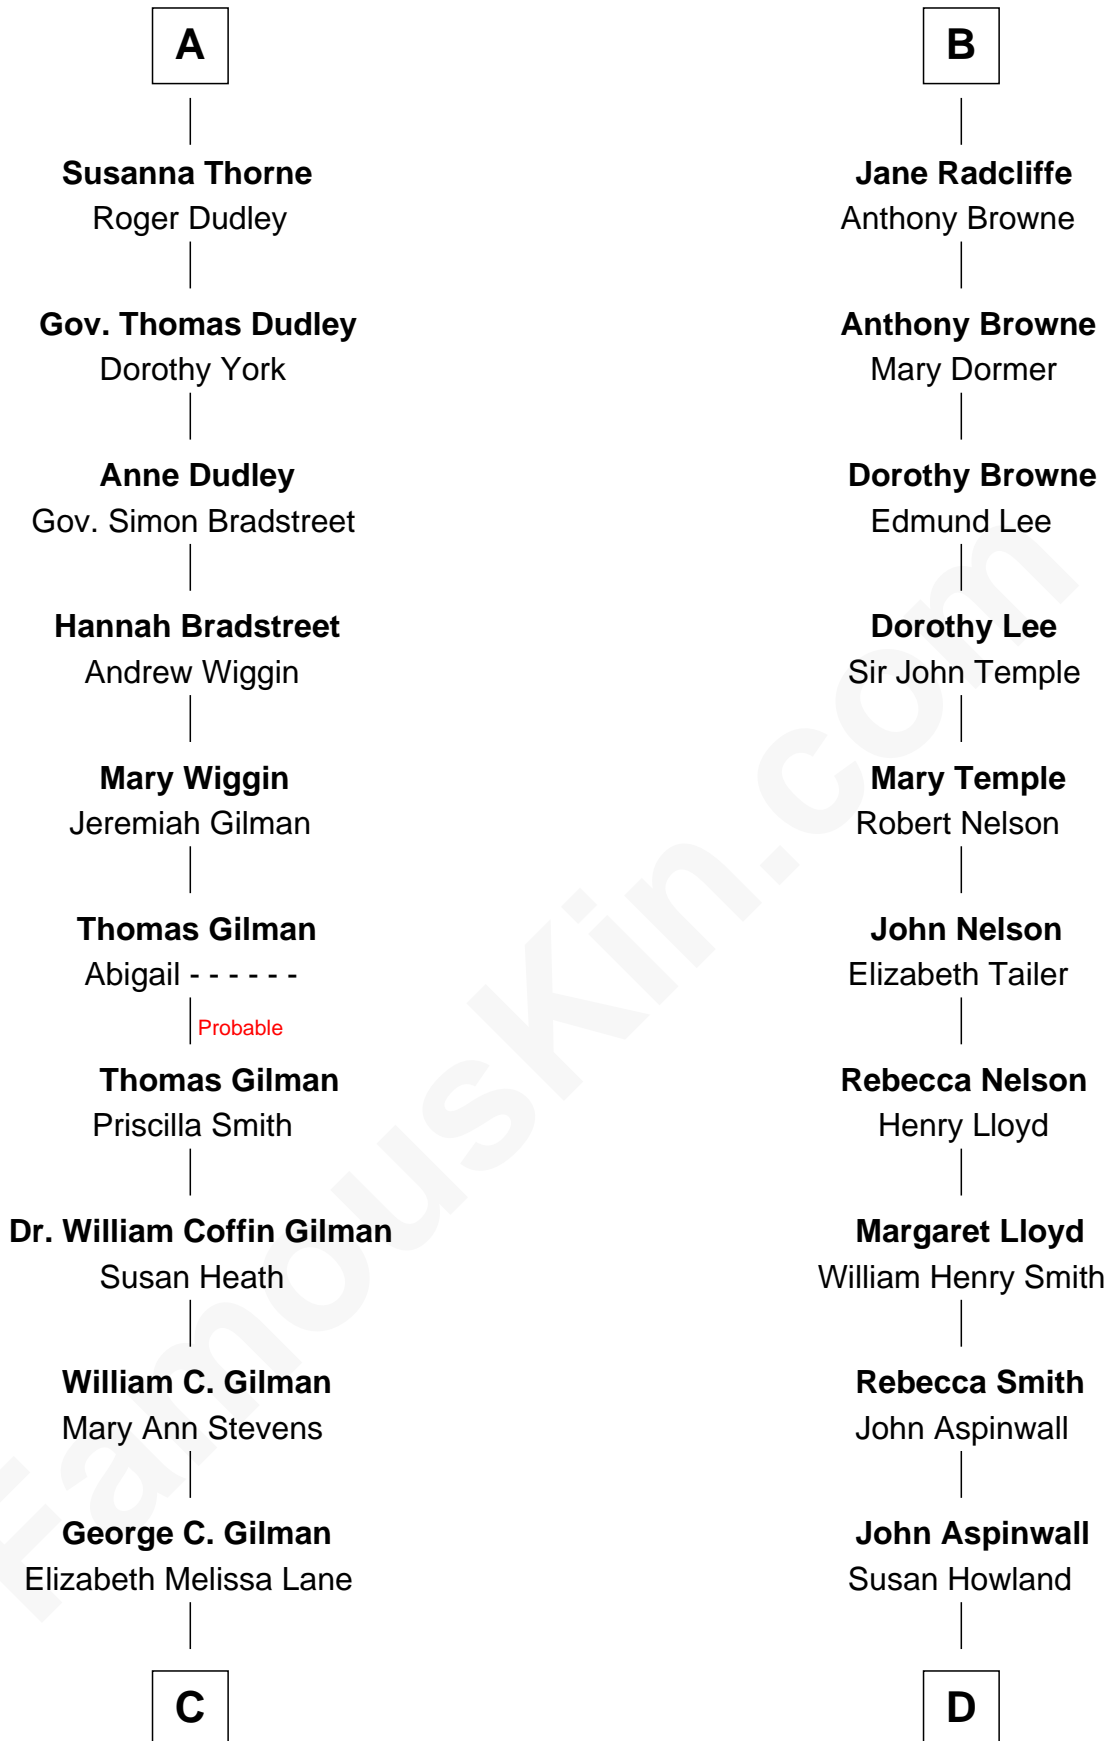 A
Susanna Thorne
Roger Dudley
Gov. Thomas Dudley
Dorothy York
Anne Dudley
Gov. Simon Bradstreet
Hannah Bradstreet
Andrew Wiggin
Mary Wiggin
Jeremiah Gilman
Thomas Gilman
Abigail - - - - - -
Probable
Thomas Gilman
Priscilla Smith
Dr. William Coffin Gilman
Susan Heath
William C. Gilman
Mary Ann Stevens
George C. Gilman
Elizabeth Melissa Lane
C
B
Jane Radcliffe
Anthony Browne
Anthony Browne
Mary Dormer
Dorothy Browne
Edmund Lee
Dorothy Lee
Sir John Temple
Mary Temple
Robert Nelson
John Nelson
Elizabeth Tailer
Rebecca Nelson
Henry Lloyd
Margaret Lloyd
William Henry Smith
Rebecca Smith
John Aspinwall
John Aspinwall
Susan Howland
D
FamousKin.com